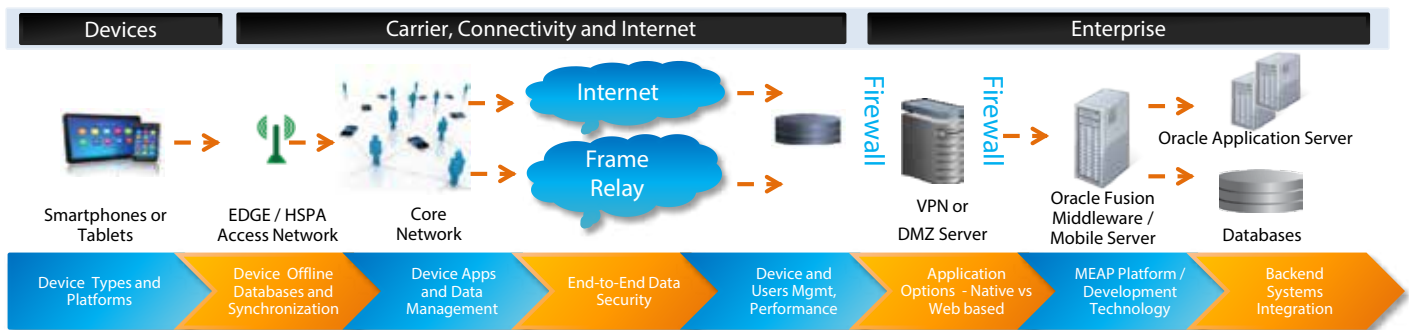 Devices
Carrier, Connectivity and Internet
Enterprise
Internet
Frame
Relay
Firewall
Firewall
Smartphones or
Tablets
EDGE / HSPA
Access Network
Core
Network
VPN or
DMZ Server
Oracle Fusion
Middleware /
Mobile Server
Oracle Application Server
Databases
Device Types and
Platforms
Device Offline
Databases and
Synchronization
Device Apps
and Data
Management
End-to-End Data
Security
Device and
Users Mgmt,
Performance
Application
Options - Native vs
Web based
MEAP Platform /
Development
Technology
Backend
Systems
Integration